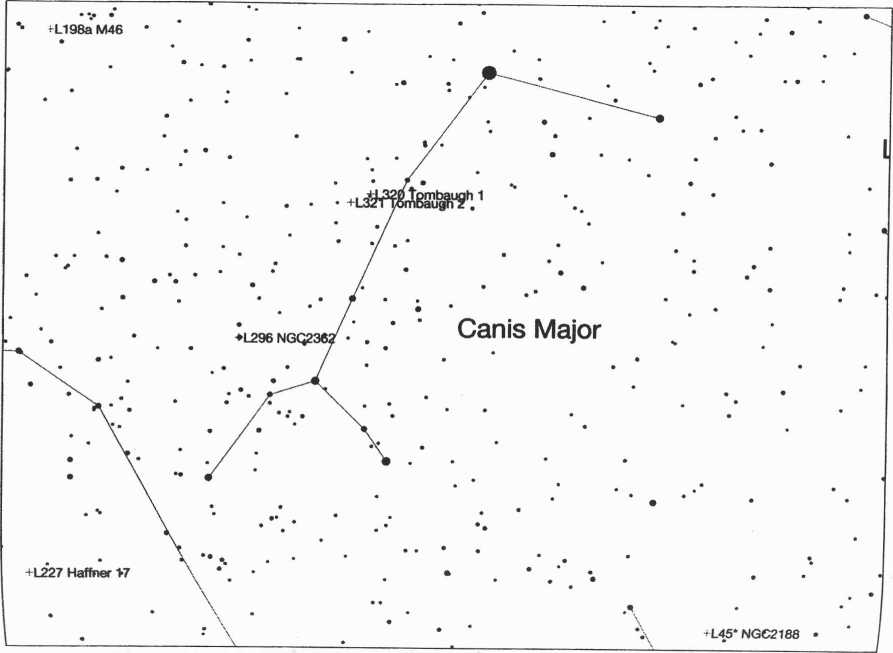 +L198a M46
L
+L320 Tombaugh 1
+L321 Tombaugh 2
Canis Major
+L296 NGC2362
+L227 Haffner 17
+L45* NGC2188